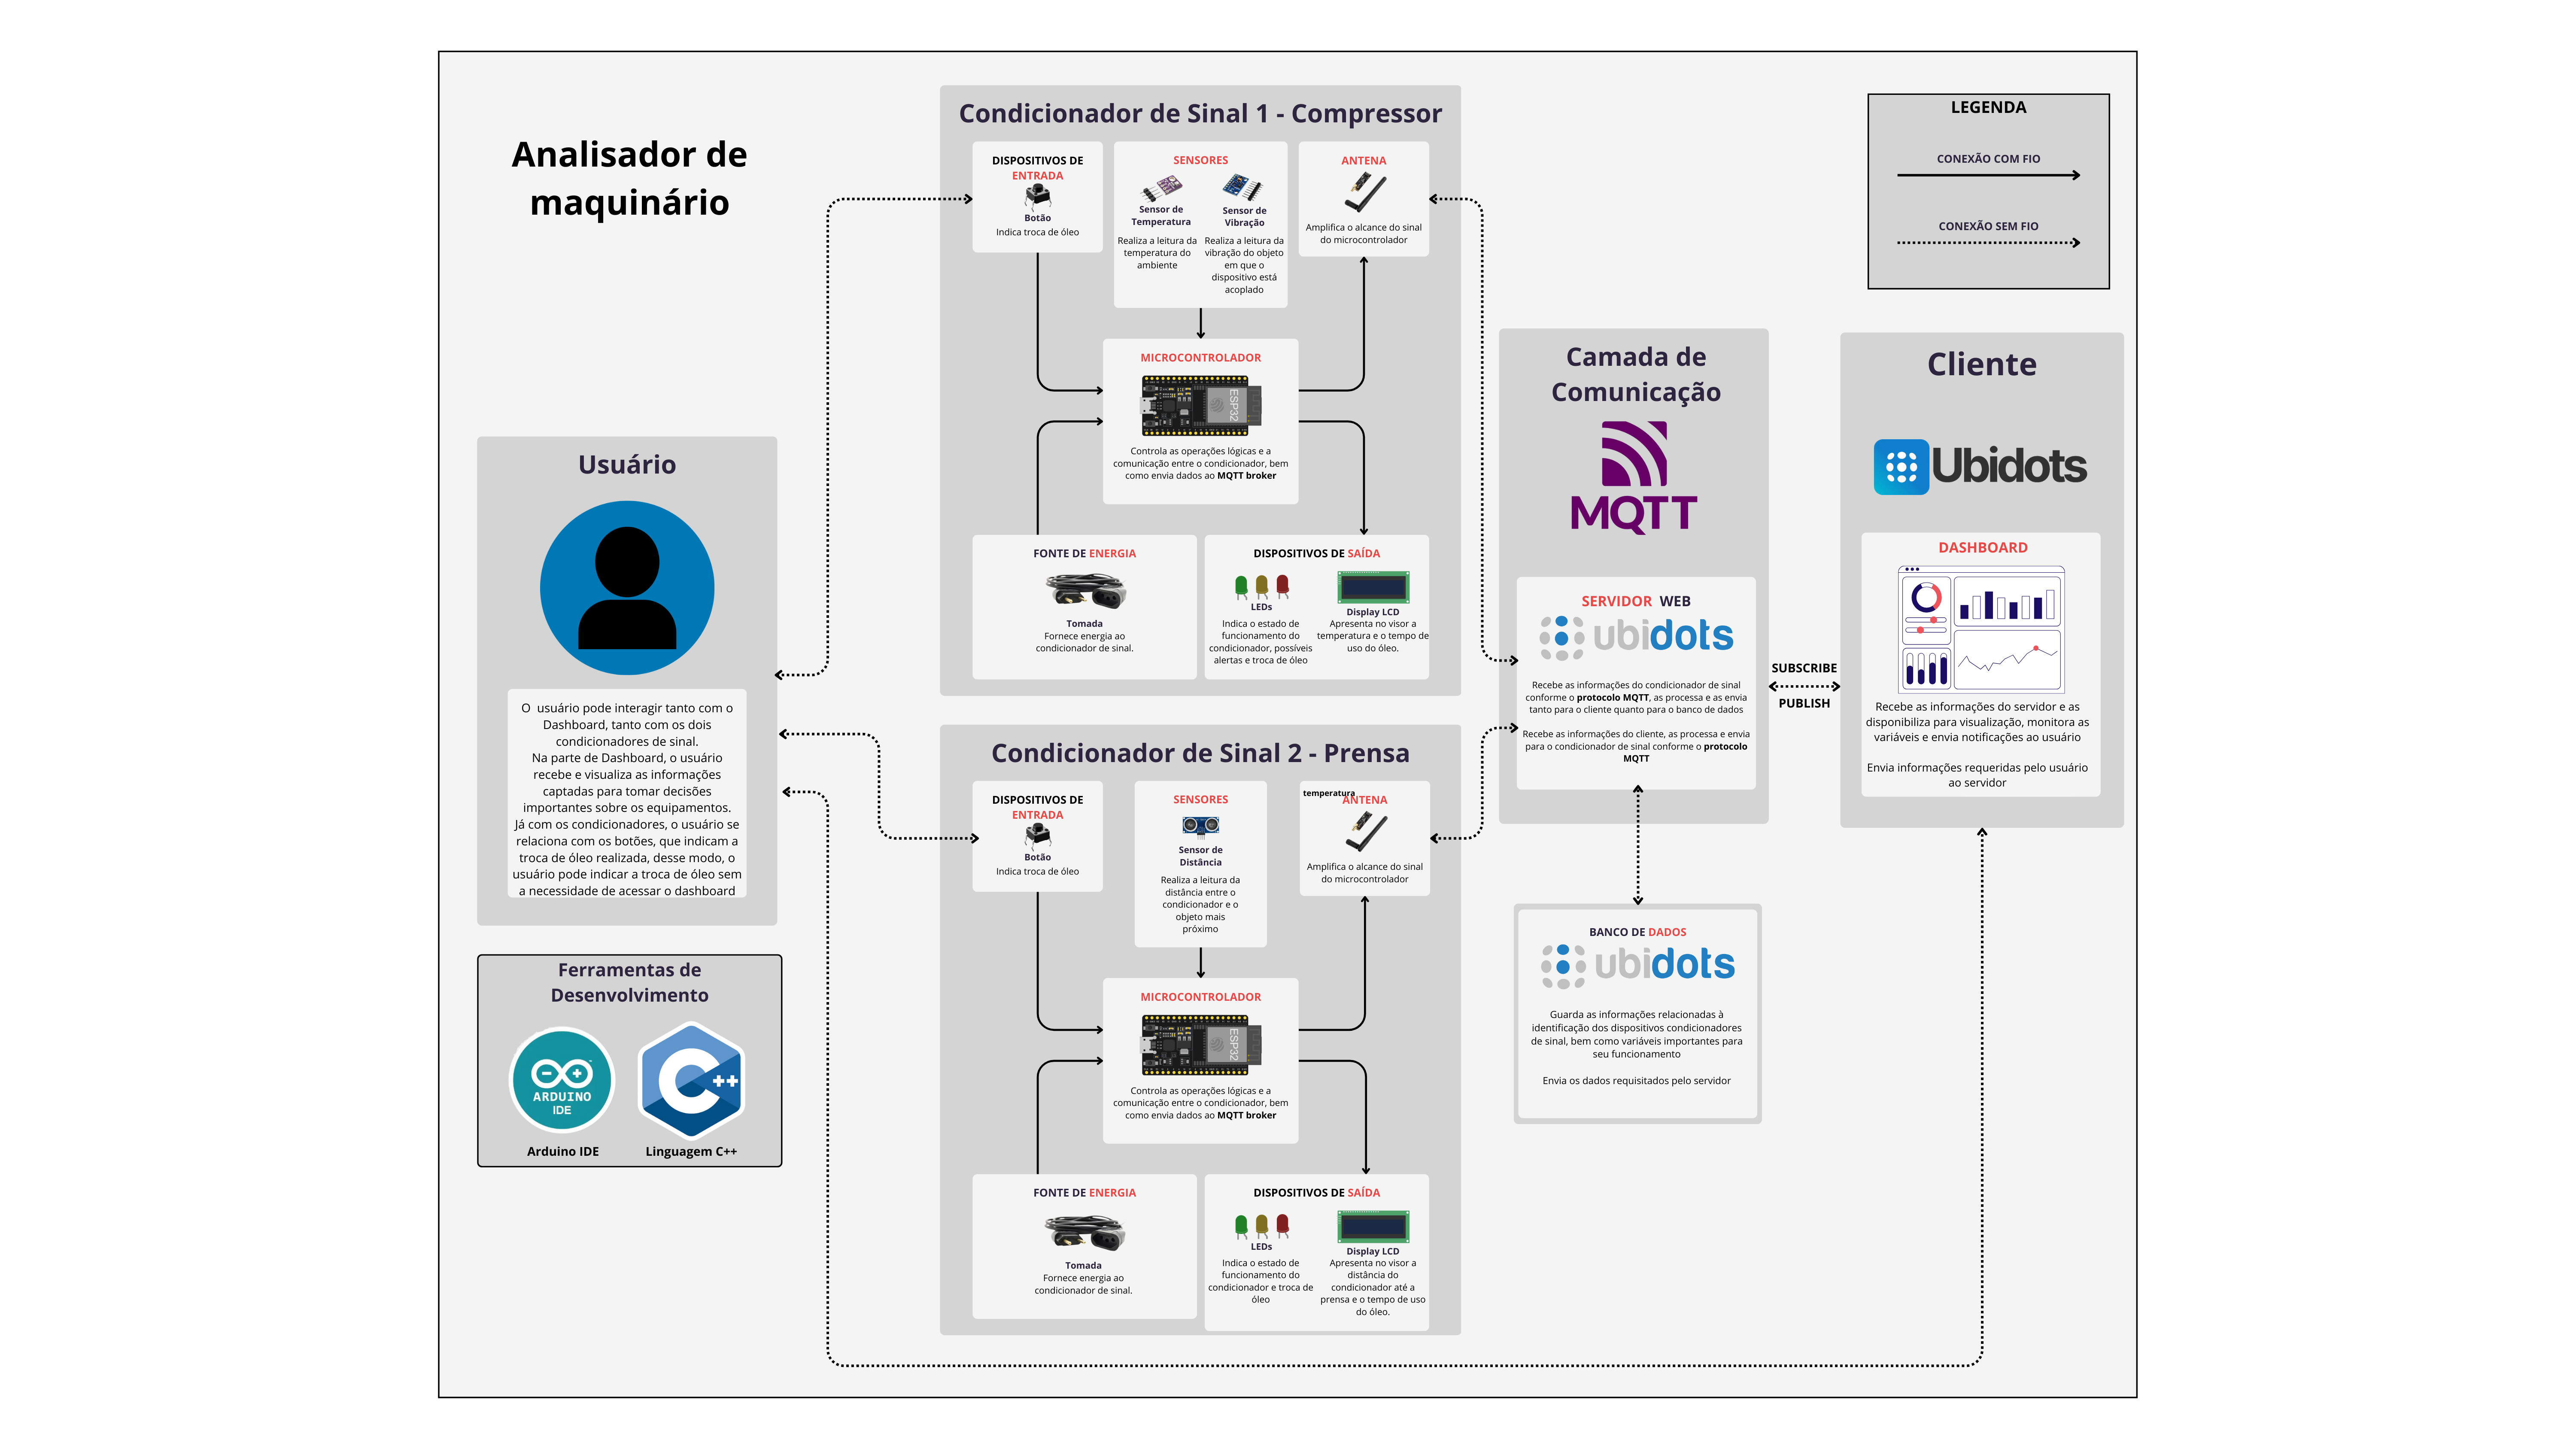 Analisador de
maquinário
Condicionador de Sinal 1 - Compressor
DISPOSITIVOS DE
ENTRADA
Botão
Indica troca de óleo
SENSORES
Sensor de
Temperatura
Realiza a leitura da
temperatura do
ambiente
Sensor de
Vibração
Realiza a leitura da
vibração do objeto
em que o
dispositivo está
acoplado
ANTENA
Amplifica o alcance do sinal
do microcontrolador
MICROCONTROLADOR
ESP32
Controla as operações lógicas e a
comunicação entre o condicionador, bem
como envia dados ao MQTT broker
FONTE DE ENERGIA
Tomada
Fornece energia ao
condicionador de sinal.
DISPOSITIVOS DE SAÍDA
LEDs
Indica o estado de
funcionamento do
condicionador, possíveis
alertas e troca de óleo
Display LCD
Apresenta no visor a
temperatura e o tempo de
uso do óleo.
LEGENDA
CONEXÃO COM FIO
CONEXÃO SEM FIO
Usuário
O usuário pode interagir tanto com o
Dashboard, tanto com os dois
condicionadores de sinal.
Na parte de Dashboard, o usuário
recebe e visualiza as informações
captadas para tomar decisões
importantes sobre os equipamentos.
Já com os condicionadores, o usuário se
relaciona com os botões, que indicam a
troca de óleo realizada, desse modo, o
usuário pode indicar a troca de óleo sem
a necessidade de acessar o dashboard
Ferramentas de
Desenvolvimento
ARDUINO
IDE
Arduino IDE
C++
Linguagem C++
Condicionador de Sinal 2 - Prensa
DISPOSITIVOS DE
ENTRADA
Botão
Indica troca de óleo
SENSORES
Sensor de
Distância
Realiza a leitura da
distância entre o
condicionador e o
objeto mais
próximo
temperatura
ANTENA
Amplifica o alcance do sinal
do microcontrolador
MICROCONTROLADOR
ESP32
Controla as operações lógicas e a
comunicação entre o condicionador, bem
como envia dados ao MQTT broker
FONTE DE ENERGIA
Tomada
Fornece energia ao
condicionador de sinal.
DISPOSITIVOS DE SAÍDA
LEDs
Indica o estado de
funcionamento do
condicionador e troca de
óleo
Display LCD
Apresenta no visor a
distância do
condicionador até a
prensa e o tempo de uso
do óleo.
Camada de
Comunicação
MQTT
SERVIDOR WEB
ubidots
Recebe as informações do condicionador de sinal
conforme o protocolo MQTT, as processa e as envia
tanto para o cliente quanto para o banco de dados
Recebe as informações do cliente, as processa e envia
para o condicionador de sinal conforme o protocolo
MQTT
SUBSCRIBE
PUBLISH
BANCO DE DADOS
ubidots
Guarda as informações relacionadas à
identificação dos dispositivos condicionadores
de sinal, bem como variáveis importantes para
seu funcionamento
Envia os dados requisitados pelo servidor
Cliente
Ubidots
DASHBOARD
Recebe as informações do servidor e as
disponibiliza para visualização, monitora as
variáveis e envia notificações ao usuário
Envia informações requeridas pelo usuário
ao servidor